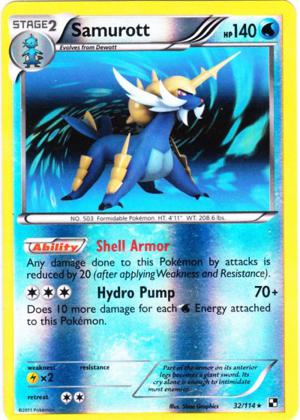 STAGE2
Samurott
HP140
Evolves from Dewott
NO. 503 Formidable Pokémon. HT. 4'11" WT. 208.6 lbs.
Ability Shell Armor
Any damage done to this Pokémon by attacks is
reduced by 20 (after applying Weakness and Resistance).
Hydro Pump 70+
Does 10 more damage for each Energy attached
to this Pokémon.
weakness resistance
×2
retreat
Part of the armor on its anterior
legs becomes a giant sword. Its
cry alone is enough to intimidate
most enemies.
Illus. Shin Graphics
32/114★
©2011 Pokémon